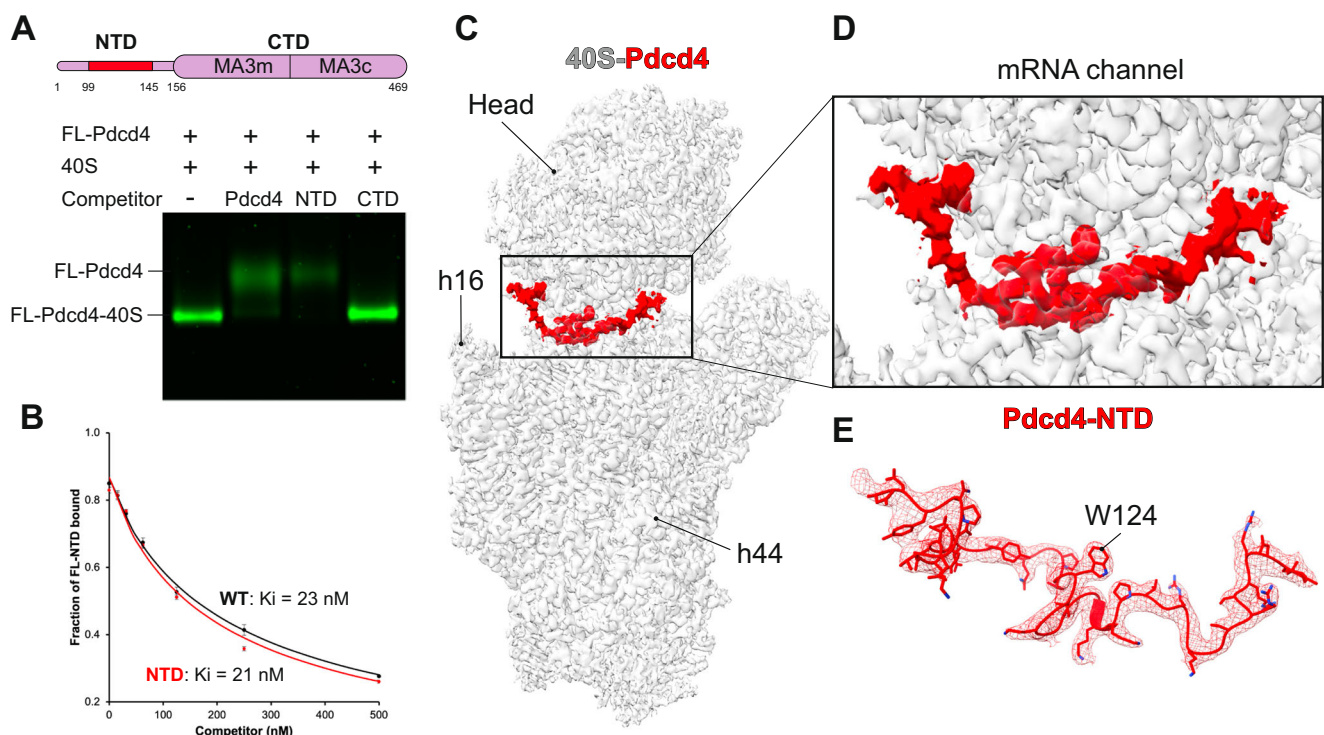 A
NTD CTD
MA3m MA3c
1 99 145 156 469
FL-Pdcd4 + + + +
40S + + + +
Competitor - Pdcd4 NTD CTD
FL-Pdcd4
FL-Pdcd4-40S
B
1.0
0.8
0.6
0.4
0.2
Fraction of FL-NTD bound
WT: Ki = 23 nM
NTD: Ki = 21 nM
0 100 200 300 400 500
Competitor (nM)
C
40S-Pdcd4
Head
h16
h44
D
mRNA channel
Pdcd4-NTD
E
W124